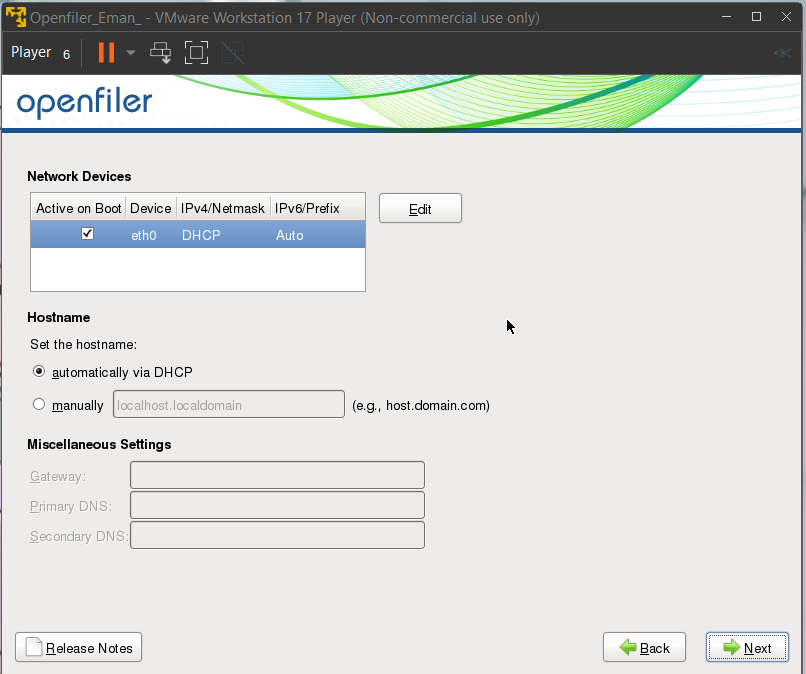 Openfiler_Eman_ - VMware Workstation 17 Player (Non-commercial use only)
Player 6
openfiler
Network Devices
Active on Boot Device IPv4/Netmask IPv6/Prefix
eth0 DHCP Auto
Edit
Hostname
Set the hostname:
automatically via DHCP
manually localhost.localdomain (e.g., host.domain.com)
Miscellaneous Settings
Gateway:
Primary DNS:
Secondary DNS:
Release Notes
Back
Next